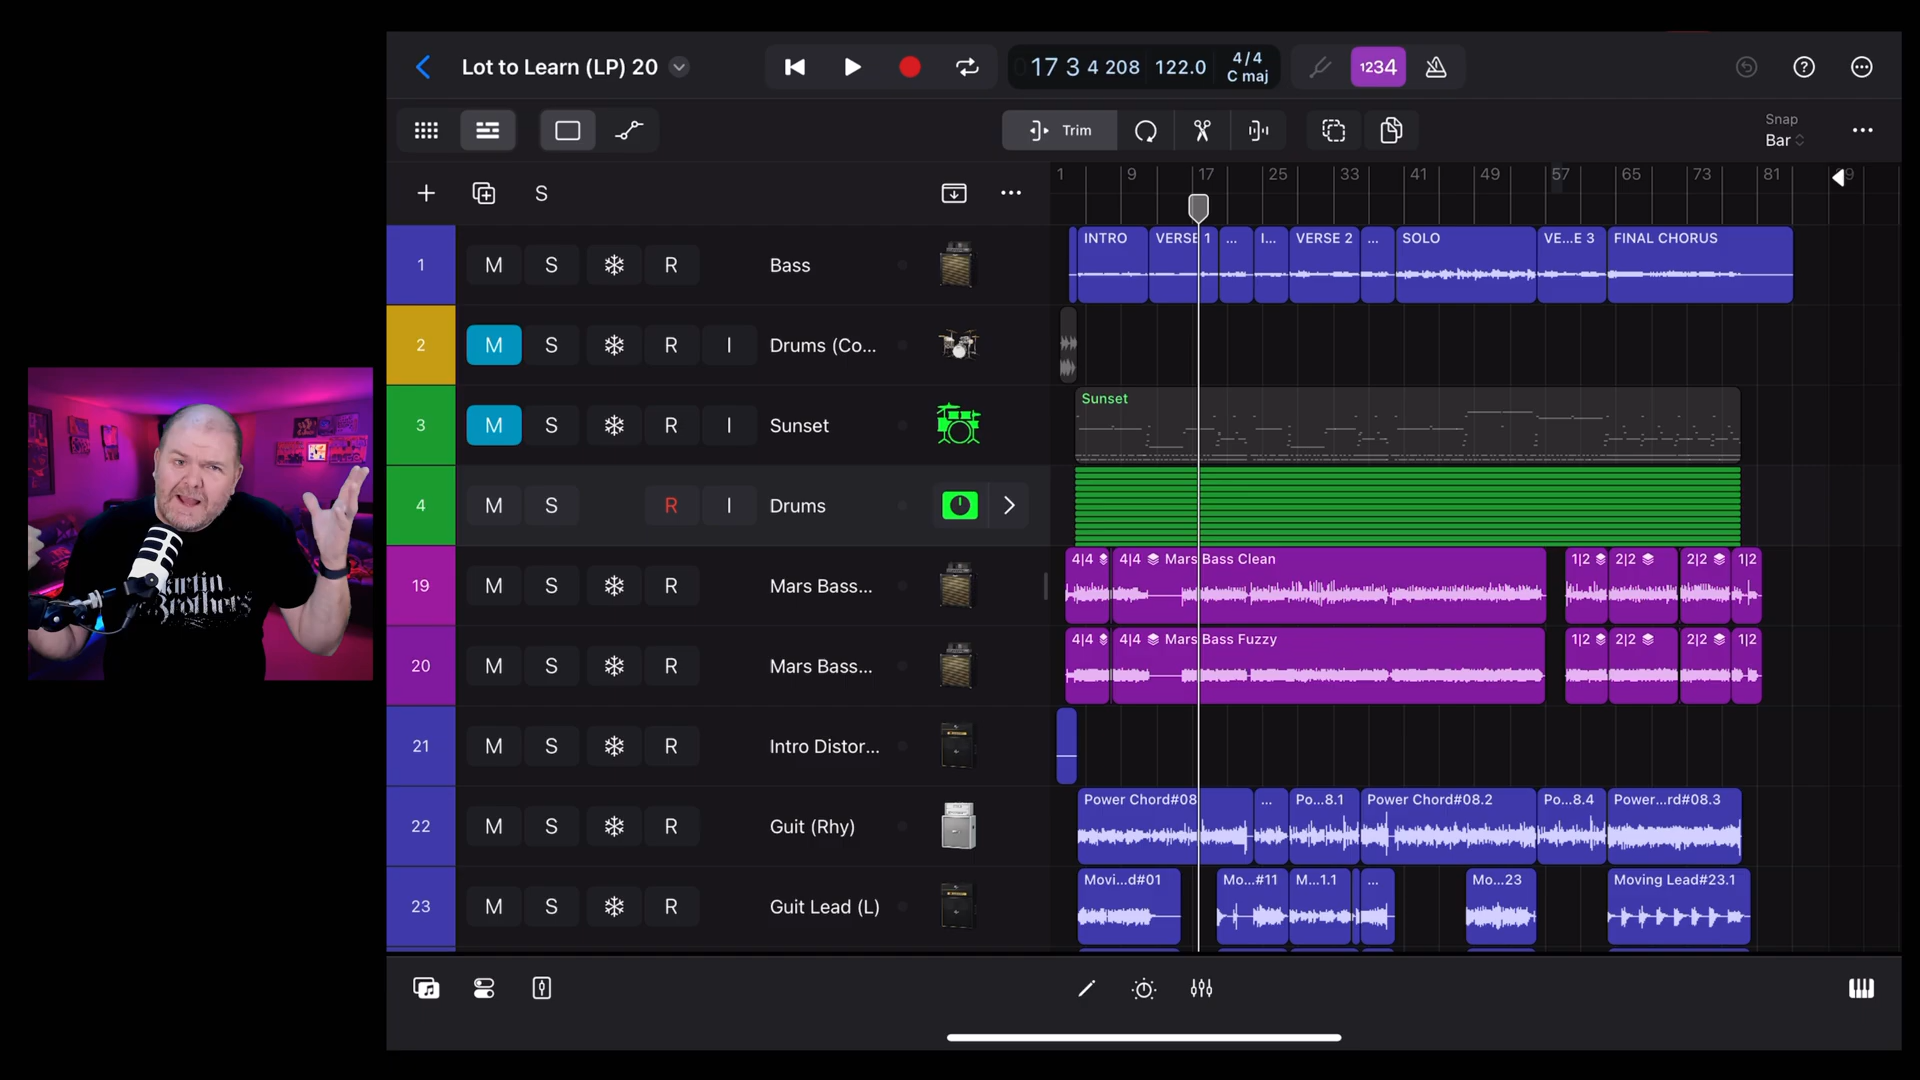 Lot to Learn (LP) 20
17 3 4 208 122.0 4/4 C maj
1234
Trim
Snap
Bar
S
1 9 17 25 33 41 49 57 65 73 81
1 M S R Bass
INTRO VERSE 1 ... I... VERSE 2 ... SOLO VE...E 3 FINAL CHORUS
2 M S R I Drums (Co...
3 M S R I Sunset
Sunset
4 M S R I Drums
19 M S R Mars Bass...
4|4 4|4 Mars Bass Clean 1|2 2|2 2|2 1|2
20 M S R Mars Bass...
4|4 4|4 Mars Bass Fuzzy 1|2 2|2 2|2 1|2
21 M S R Intro Distor...
22 M S R Guit (Rhy)
Power Chord#08 ... Po...8.1 Power Chord#08.2 Po...8.4 Power...rd#08.3
23 M S R Guit Lead (L)
Movi...d#01 Mo...#11 M...1.1 ... Mo...23 Moving Lead#23.1